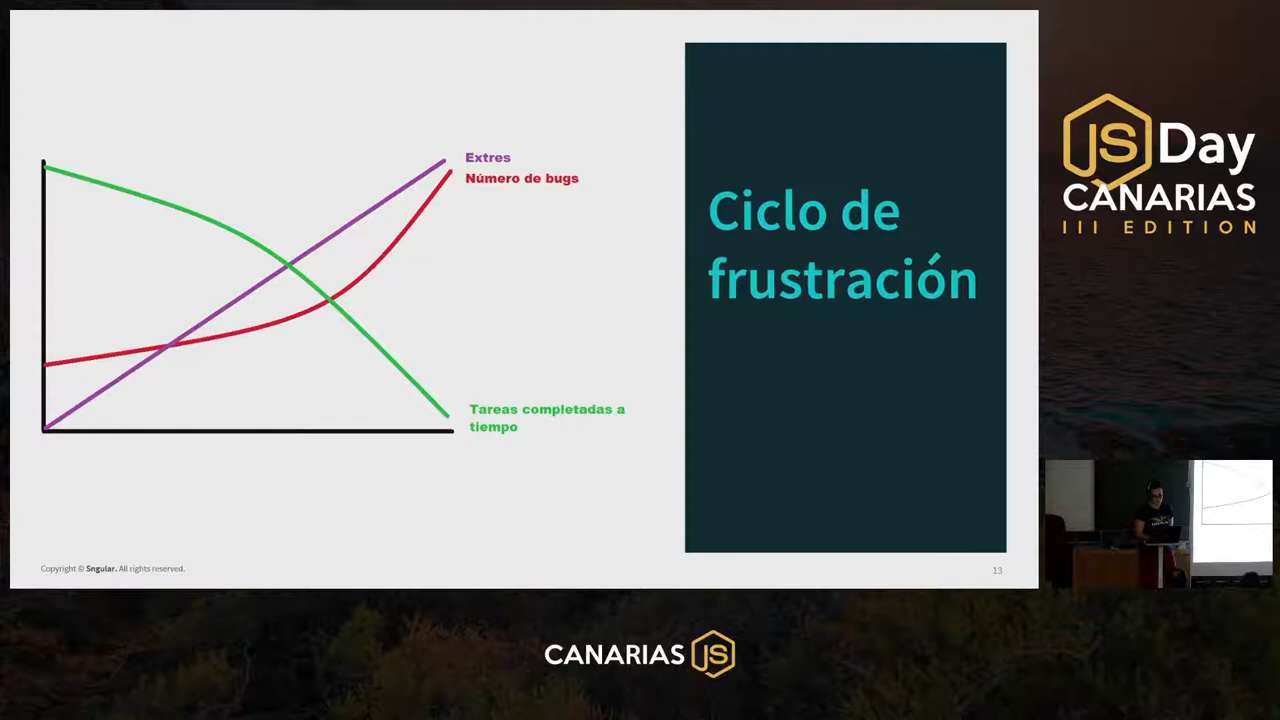 Extres
Número de bugs
Tareas completadas a
tiempo
Ciclo de
frustración
Copyright © Sngular. All rights reserved.
13
JS Day
CANARIAS
III EDITION
CANARIAS JS